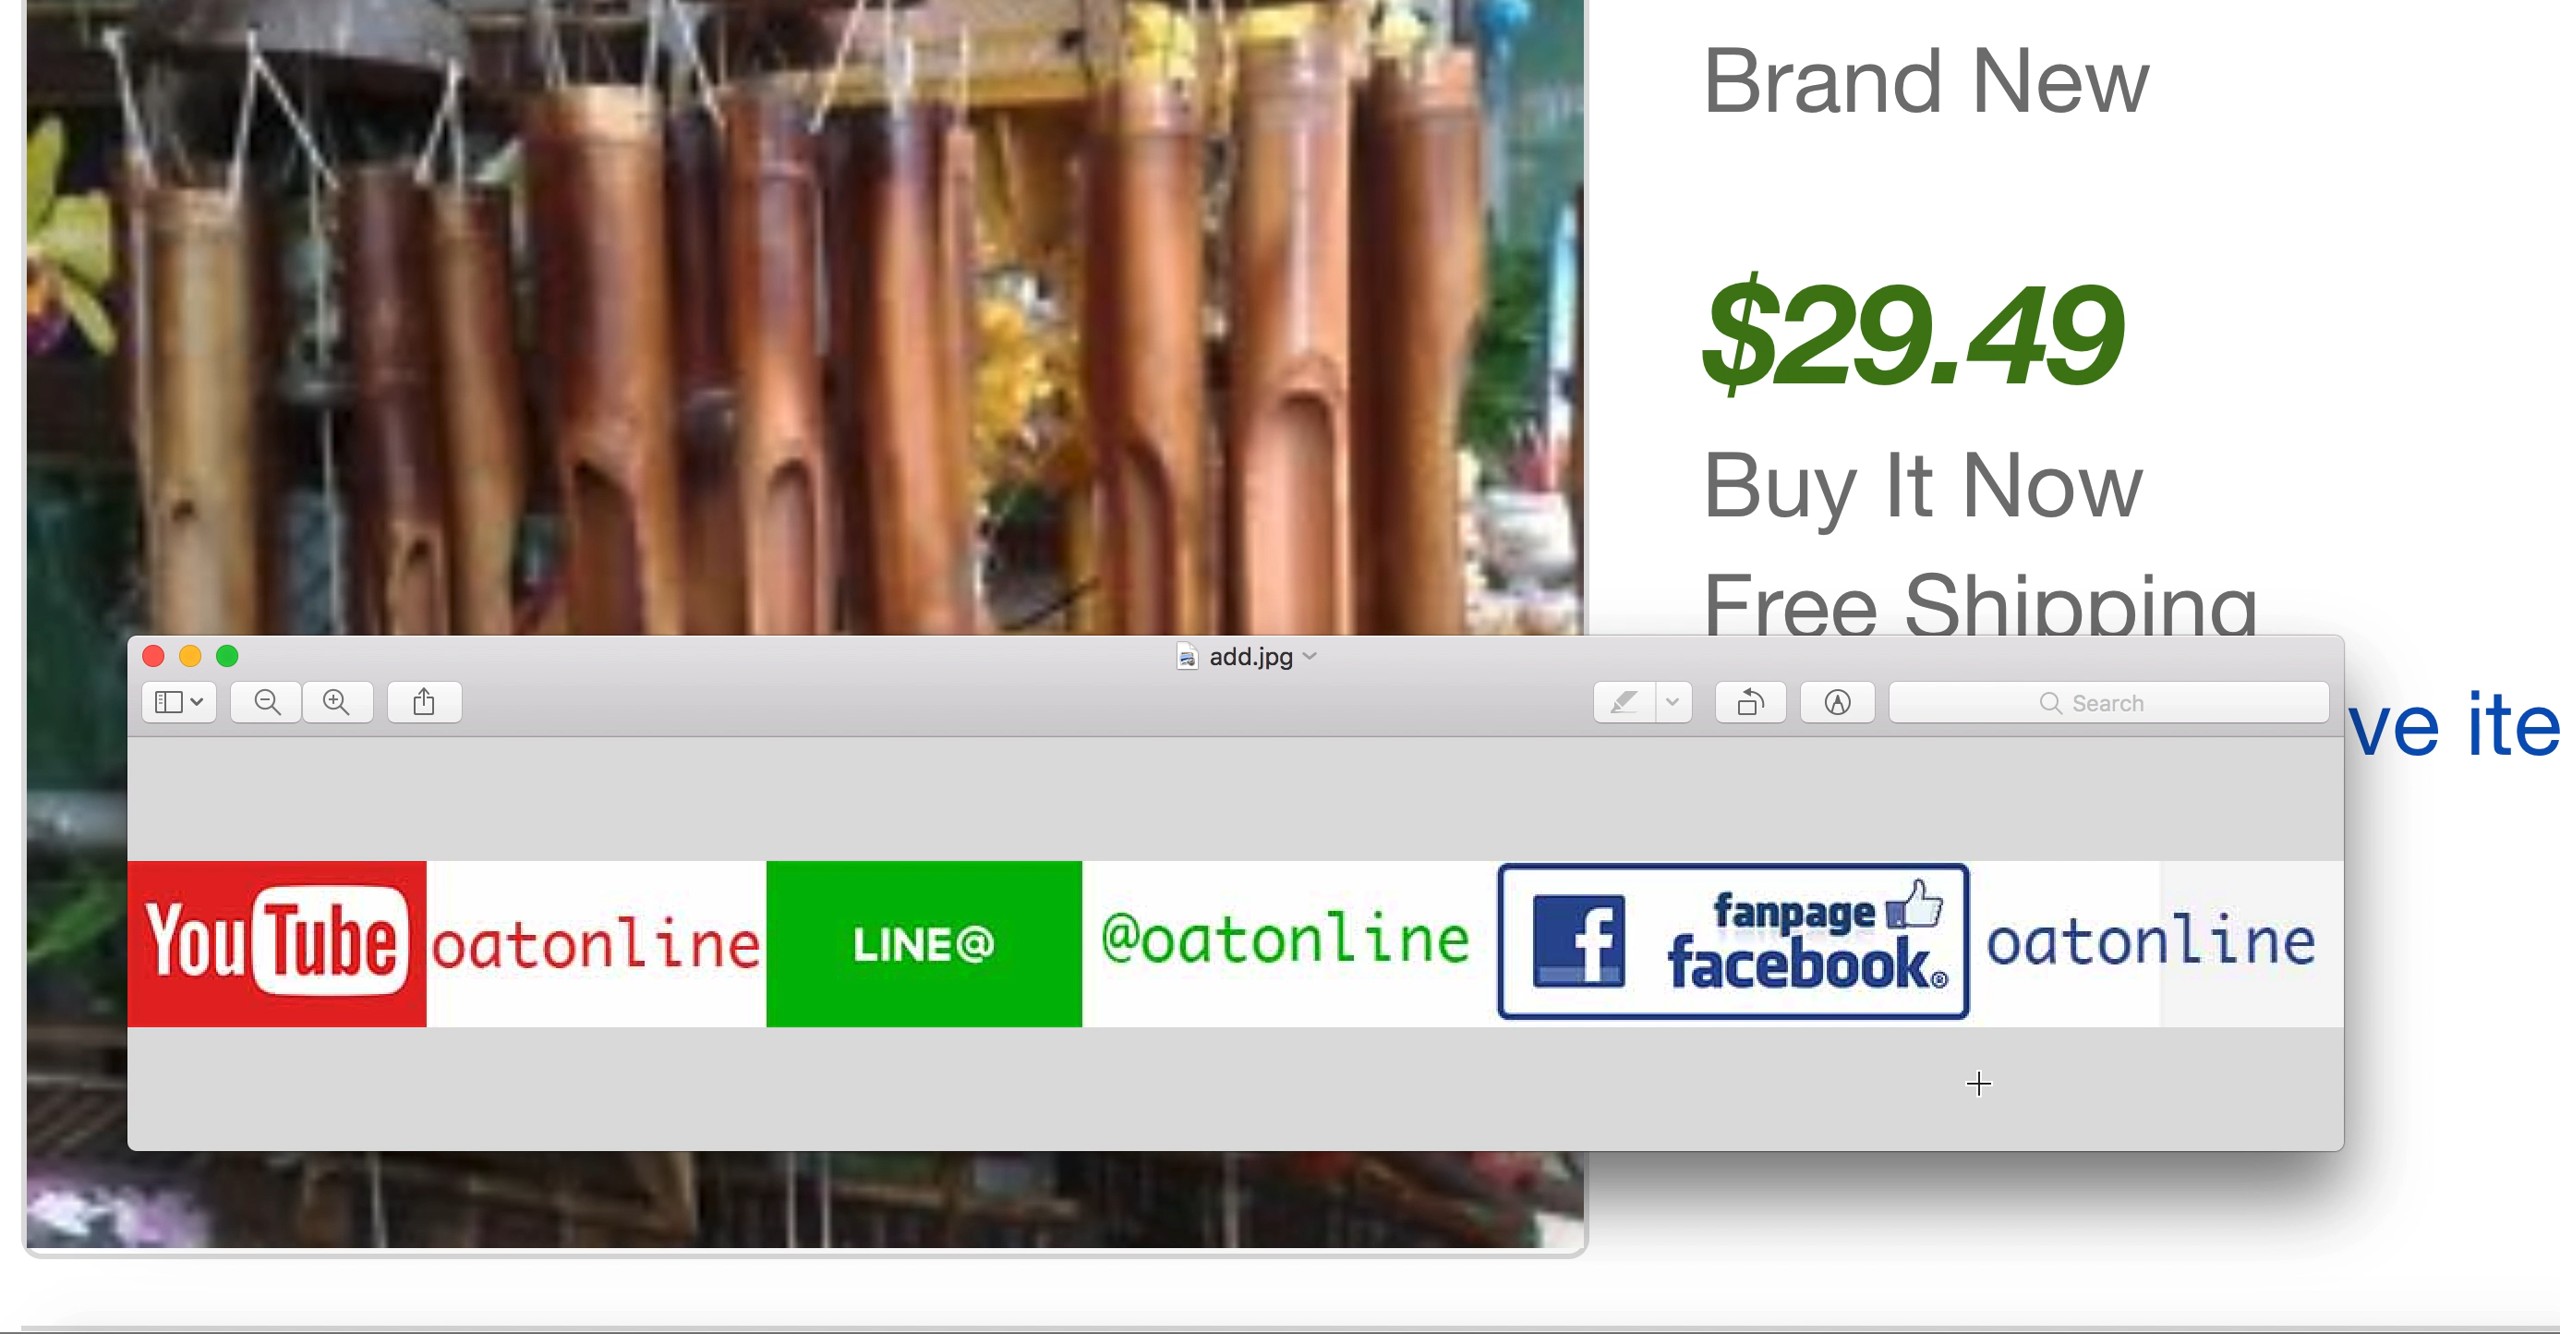 Brand New
$29.49
Buy It Now
Free Shipping
add.jpg
Search
ve ite
YouTube oatonline LINE@ @oatonline f fanpage facebook® oatonline